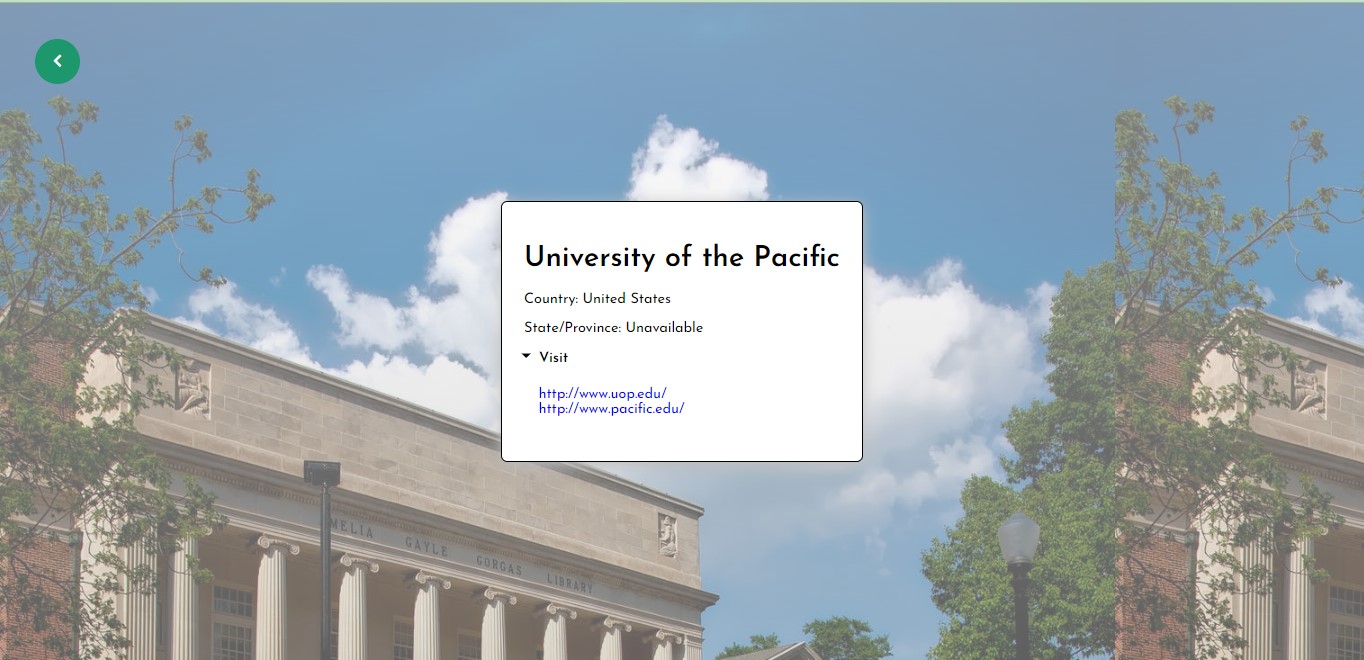 University of the Pacific
Country: United States
State/Province: Unavailable
Visit
http://www.uop.edu/
http://www.pacific.edu/
MELIA GAYLE GORGAS LIBRARY